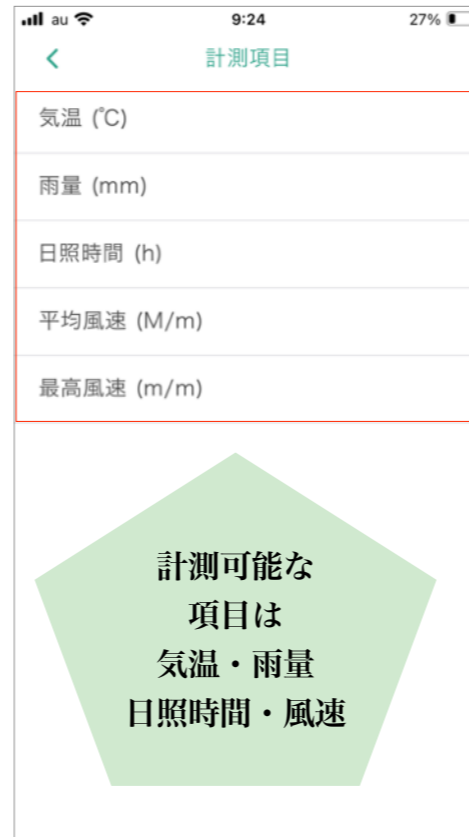 au 9:24 27%
計測項目
気温 (℃)
雨量 (mm)
日照時間 (h)
平均風速 (M/m)
最高風速 (m/m)
計測可能な
項目は
気温・雨量
日照時間・風速